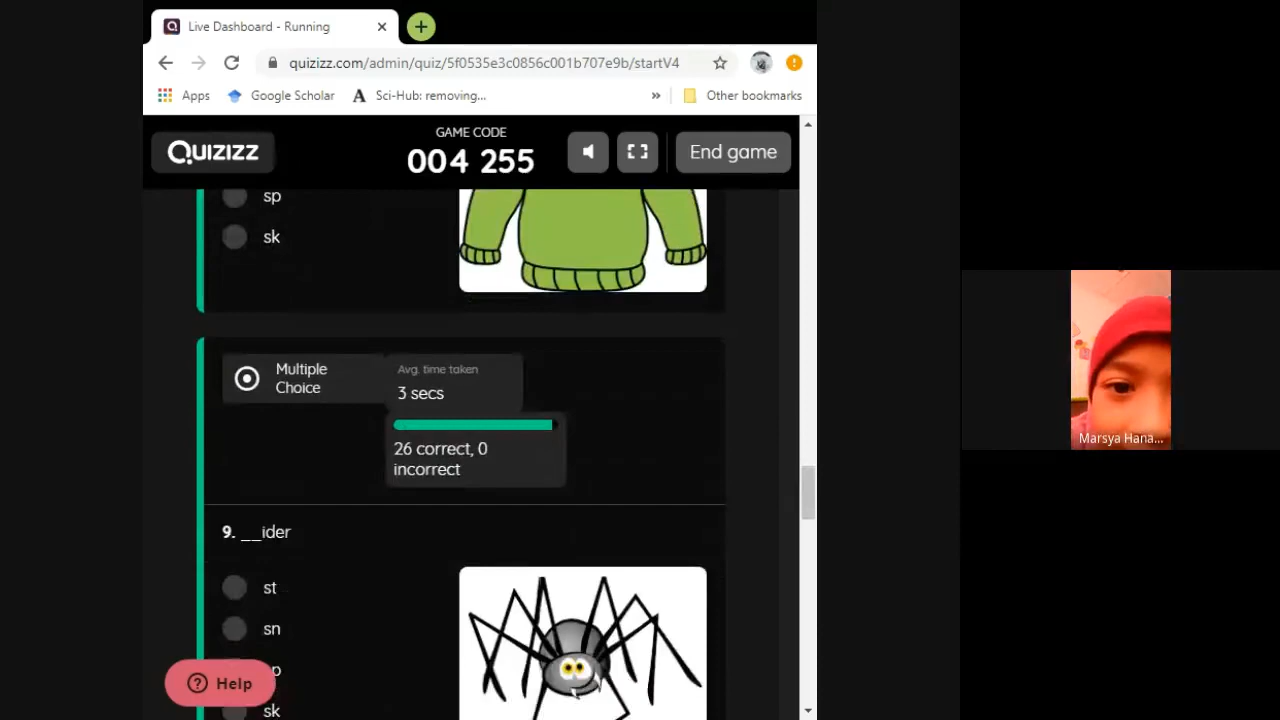 Live Dashboard - Running
quizizz.com/admin/quiz/5f0535e3c0856c001b707e9b/startV4
Apps
Google Scholar
A
Sci-Hub: removing...
»
Other bookmarks
QUIZIZZ
GAME CODE
004 255
End game
sp
sk
Multiple
Choice
Avg. time taken
3 secs
26 correct, 0
incorrect
9. __ider
st
sn
p
sk
Help
Marsya Hana...